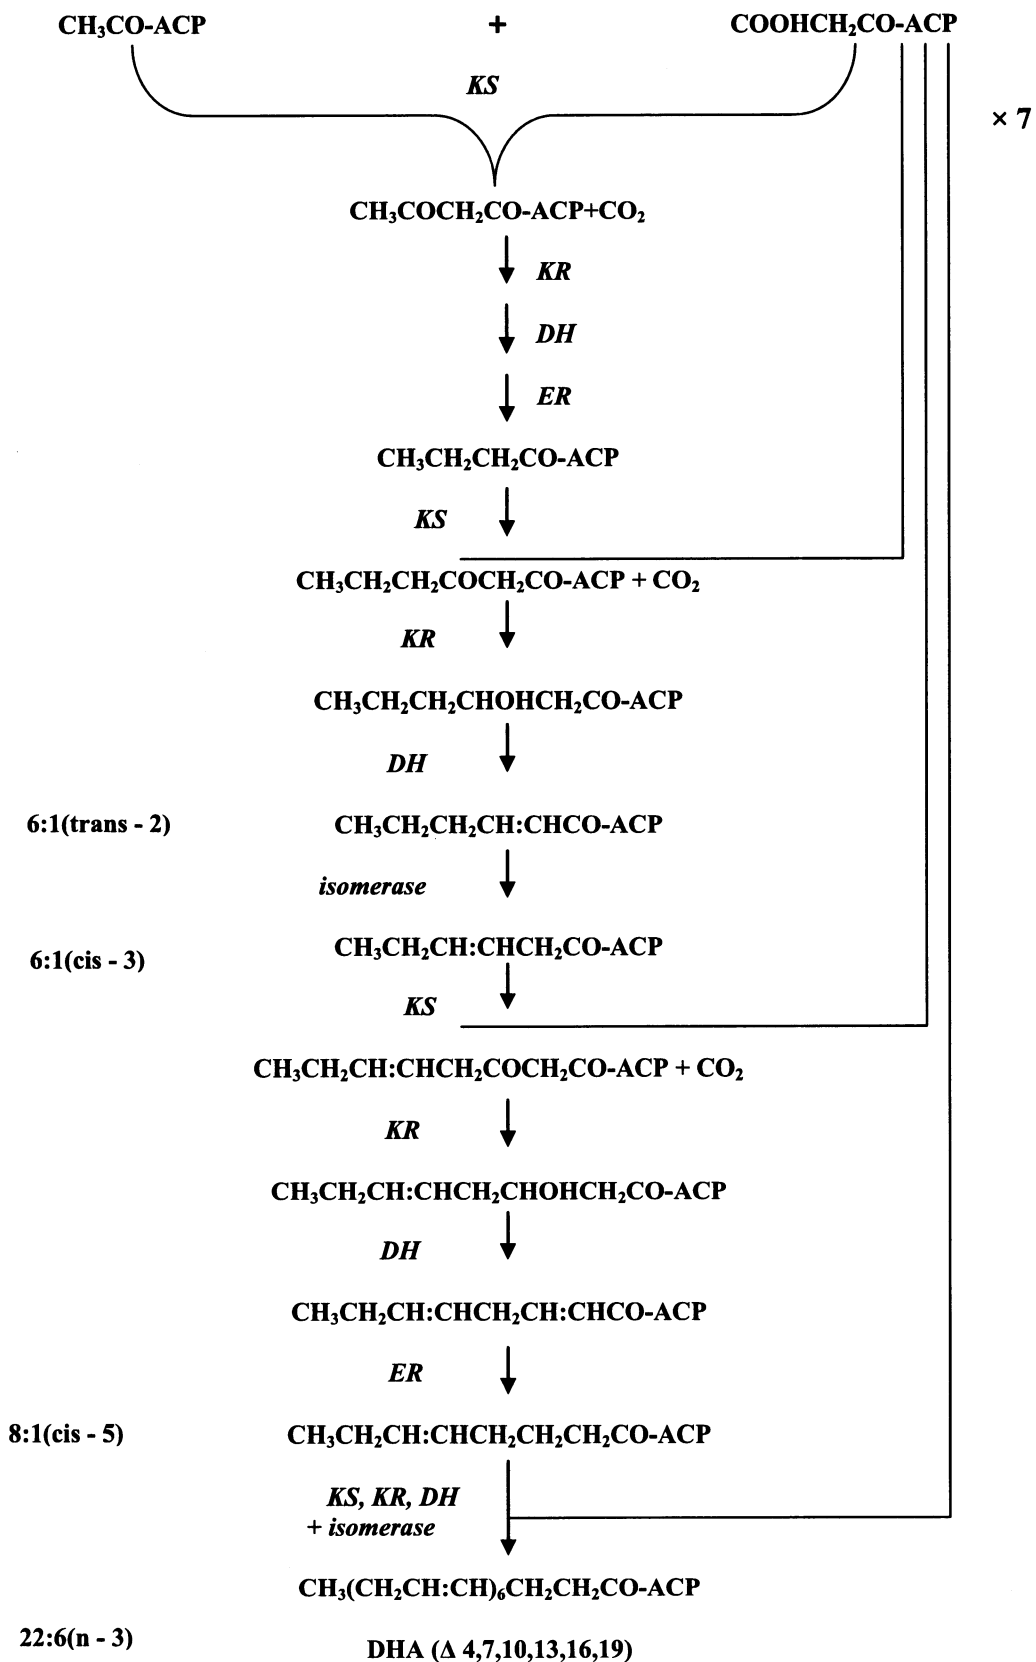 CH₃CO-ACP + COOHCH₂CO-ACP
KS
× 7
CH₃COCH₂CO-ACP+CO₂
KR
DH
ER
CH₃CH₂CH₂CO-ACP
KS
CH₃CH₂CH₂COCH₂CO-ACP + CO₂
KR
CH₃CH₂CH₂CHOHCH₂CO-ACP
DH
6:1(trans - 2) CH₃CH₂CH₂CH:CHCO-ACP
isomerase
6:1(cis - 3) CH₃CH₂CH:CHCH₂CO-ACP
KS
CH₃CH₂CH:CHCH₂COCH₂CO-ACP + CO₂
KR
CH₃CH₂CH:CHCH₂CHOHCH₂CO-ACP
DH
CH₃CH₂CH:CHCH₂CH:CHCO-ACP
ER
8:1(cis - 5) CH₃CH₂CH:CHCH₂CH₂CH₂CO-ACP
KS, KR, DH
+ isomerase
CH₃(CH₂CH:CH)₆CH₂CH₂CO-ACP
22:6(n - 3) DHA (Δ 4,7,10,13,16,19)